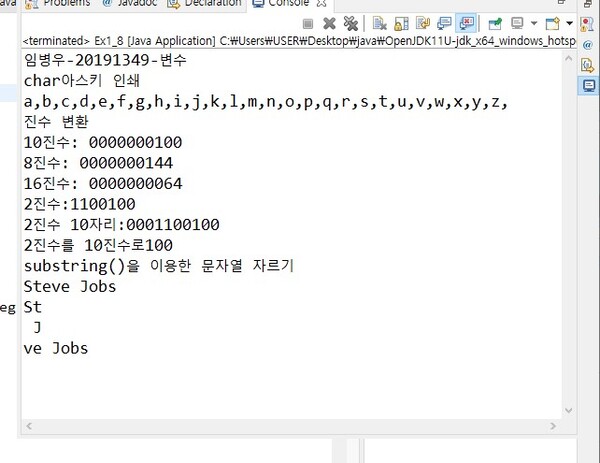 Problems @ Javadoc Declaration Console
<terminated> Ex1_8 [Java Application] C:₩Users₩USER₩Desktop₩java₩OpenJDK11U-jdk_x64_windows_hotsp
임병우-20191349-변수
char아스키 인쇄
a,b,c,d,e,f,g,h,i,j,k,l,m,n,o,p,q,r,s,t,u,v,w,x,y,z,
진수 변환
10진수: 0000000100
8진수: 0000000144
16진수: 0000000064
2진수:1100100
2진수 10자리:0001100100
2진수를 10진수로100
substring()을 이용한 문자열 자르기
Steve Jobs
eg
St
 J
ve Jobs